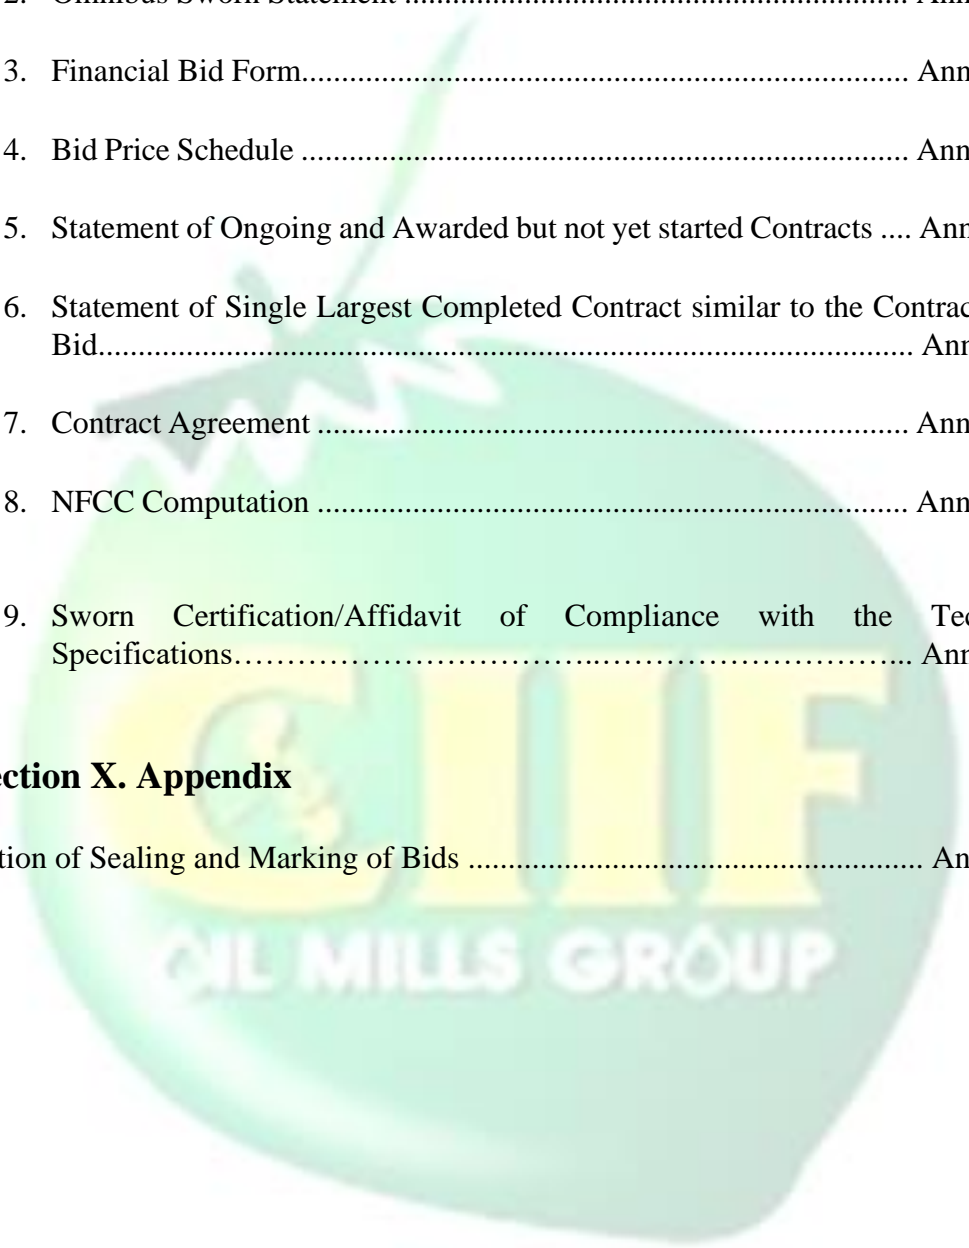 3. Financial Bid Form............................................................................ Ann
4. Bid Price Schedule ............................................................................ Ann
5. Statement of Ongoing and Awarded but not yet started Contracts .... Ann
6. Statement of Single Largest Completed Contract similar to the Contrac
Bid...................................................................................................... Ann
7. Contract Agreement .......................................................................... Ann
8. NFCC Computation .......................................................................... Ann
9. Sworn Certification/Affidavit of Compliance with the Tec
Specifications…………………………………..…………………………... Ann
ection X. Appendix
tion of Sealing and Marking of Bids ......................................................... An
CIIF
OIL MILLS GROUP